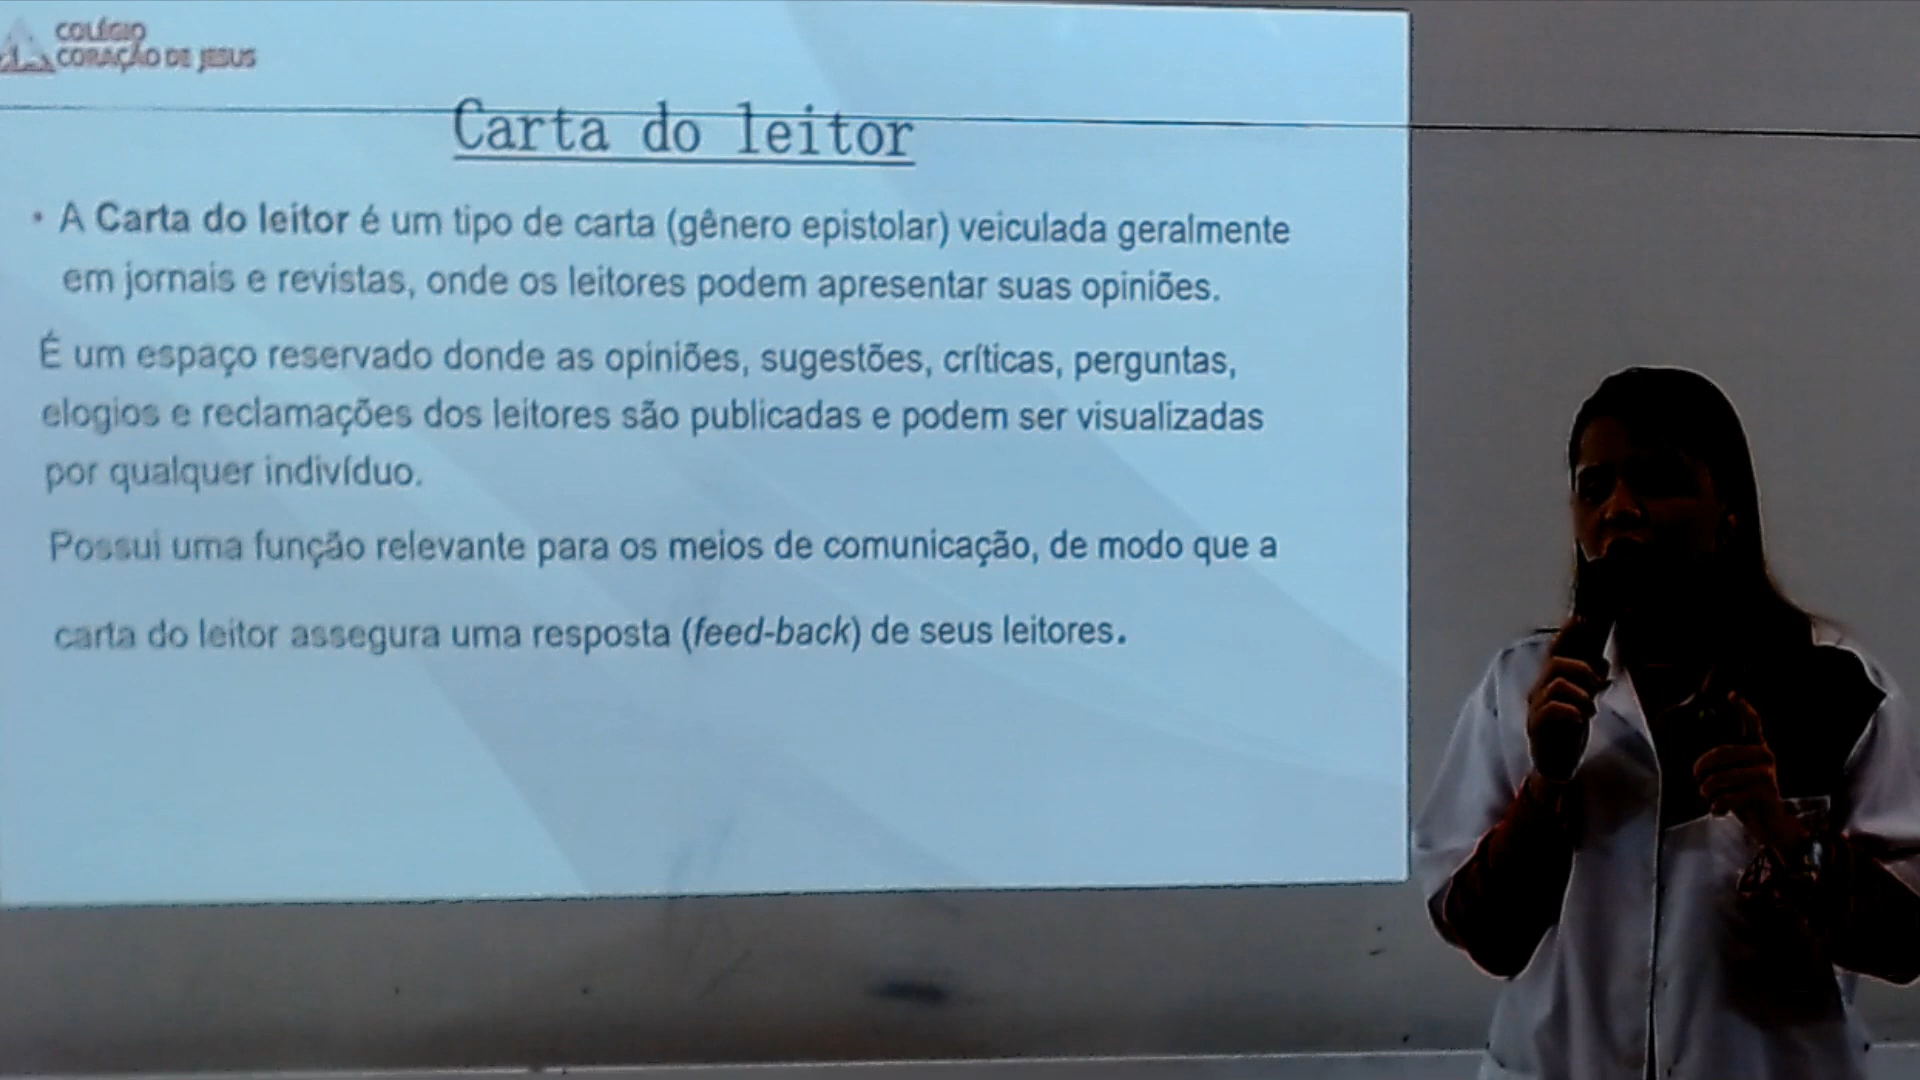 COLÉGIO
CORAÇÃO DE JESUS
Carta do leitor
• A Carta do leitor é um tipo de carta (gênero epistolar) veiculada geralmente
em jornais e revistas, onde os leitores podem apresentar suas opiniões.
É um espaço reservado donde as opiniões, sugestões, críticas, perguntas,
elogios e reclamações dos leitores são publicadas e podem ser visualizadas
por qualquer indivíduo.
Possui uma função relevante para os meios de comunicação, de modo que a
carta do leitor assegura uma resposta (feed-back) de seus leitores.